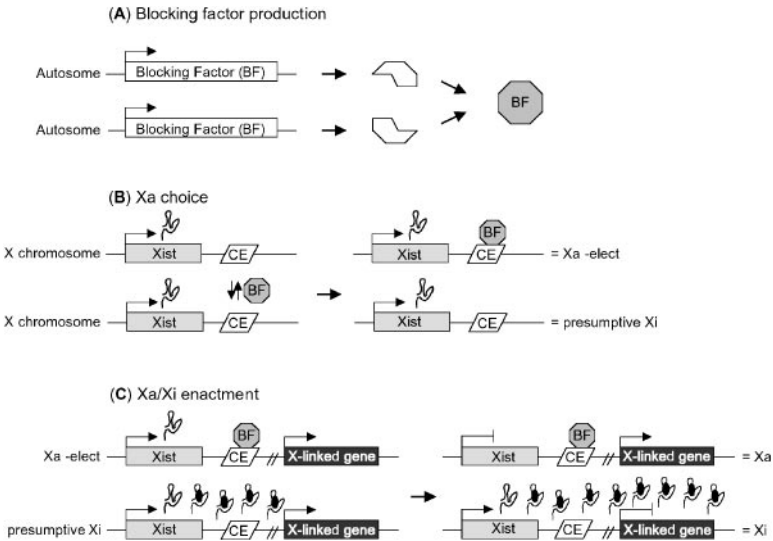 (A) Blocking factor production
Autosome Blocking Factor (BF)
BF
Autosome Blocking Factor (BF)
(B) Xa choice
BF
X chromosome Xist CE Xist CE = Xa -elect
BF
X chromosome Xist CE Xist CE = presumptive Xi
(C) Xa/Xi enactment
BF BF
Xa -elect Xist CE // X-linked gene Xist CE // X-linked gene = Xa
presumptive Xi Xist CE // X-linked gene Xist CE // X-linked gene = Xi